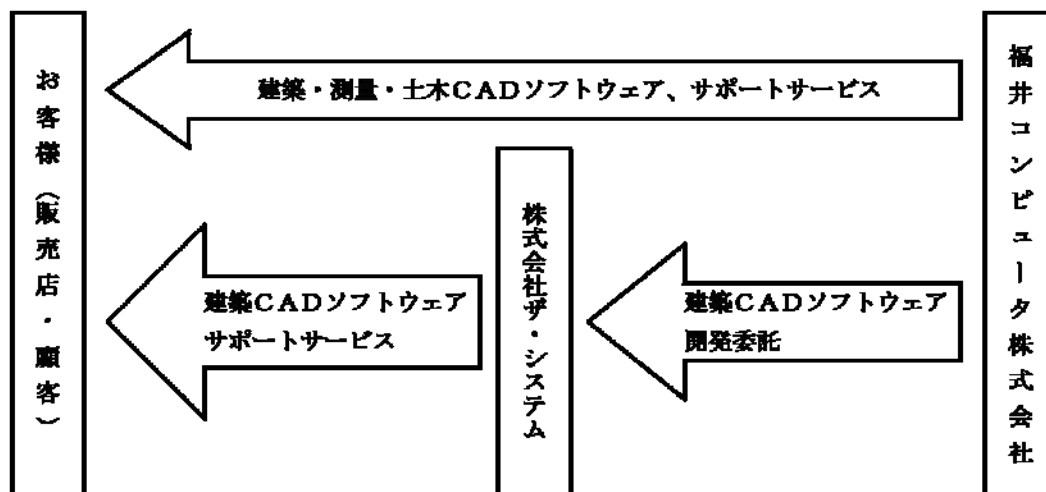 お客様（販売店・顧客）
建築・測量・土木CADソフトウェア、サポートサービス
福井コンピュータ株式会社
株式会社ザ・システム
建築CADソフトウェア
サポートサービス
建築CADソフトウェア
開発委託